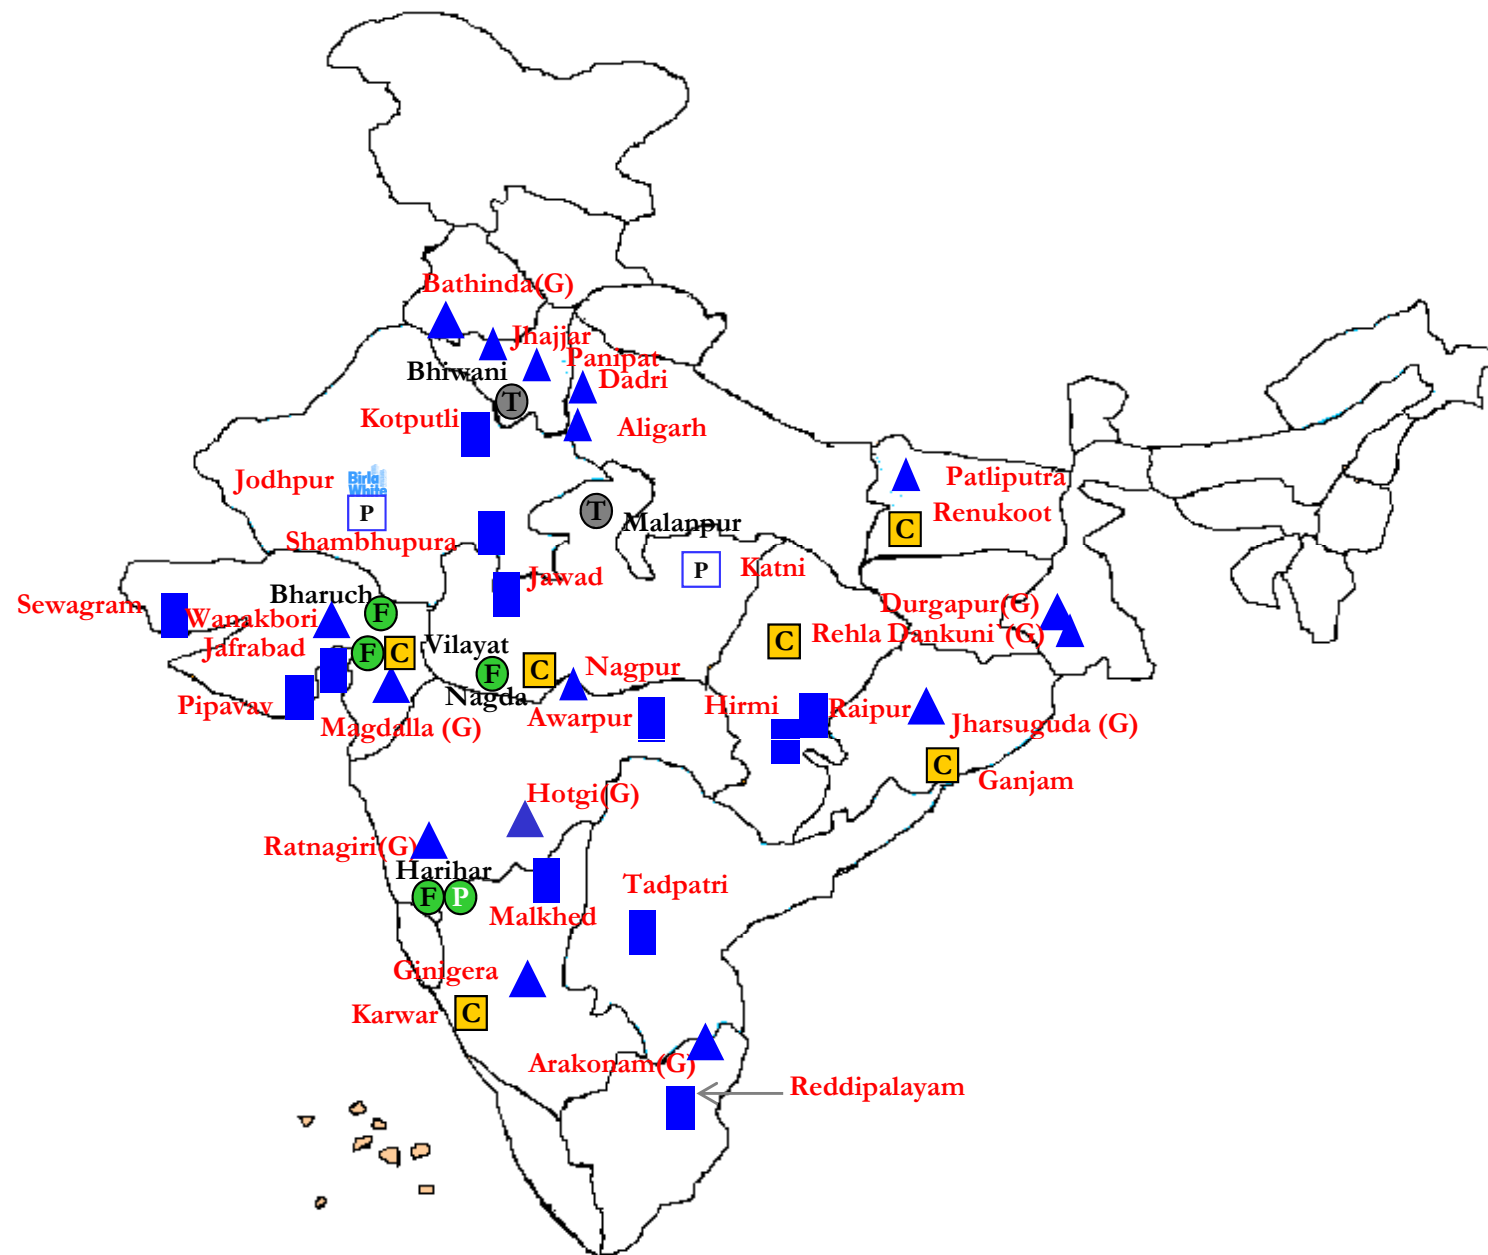 Bathinda(G)
Jhajjar
Panipat
Bhiwani
Dadri
T
Kotputli
Aligarh
Jodhpur
Birla
White
P
Patliputra
T
Renukoot
C
Malanpur
Shambhupura
P
Katni
Jawad
Bharuch
Sewagram
F
Wanakbori
Durgapur(G)
Rehla
C
Dankuni (G)
Jafrabad
F
C
Vilayat
F
C
Nagpur
Nagda
Pipavav
Magdalla (G)
Awarpur
Hirmi
Raipur
Jharsuguda (G)
C
Ganjam
Hotgi(G)
Ratnagiri(G)
Harihar
F
P
Malkhed
Tadpatri
Ginigera
Karwar
C
Arakonam(G)
Reddipalayam